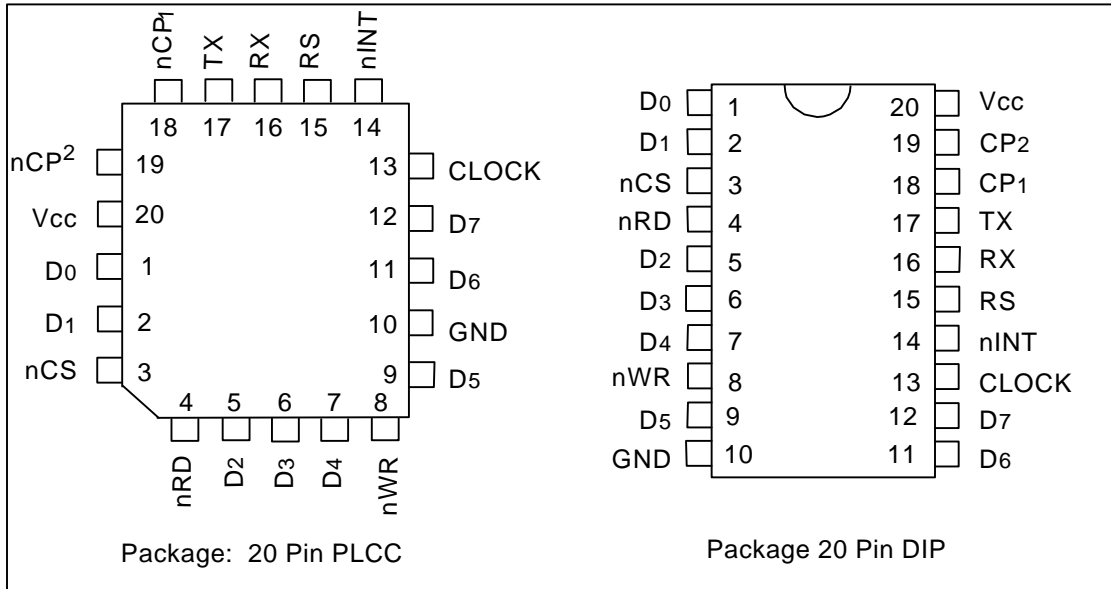 nCP1 TX RX RS nINT
18 17 16 15 14
nCP2 19 13 CLOCK
Vcc 20 12 D7
D0 1 11 D6
D1 2 10 GND
nCS 3 9 D5
4 5 6 7 8
nRD D2 D3 D4 nWR
Package: 20 Pin PLCC
D0 1 20 Vcc
D1 2 19 CP2
nCS 3 18 CP1
nRD 4 17 TX
D2 5 16 RX
D3 6 15 RS
D4 7 14 nINT
nWR 8 13 CLOCK
D5 9 12 D7
GND 10 11 D6
Package 20 Pin DIP